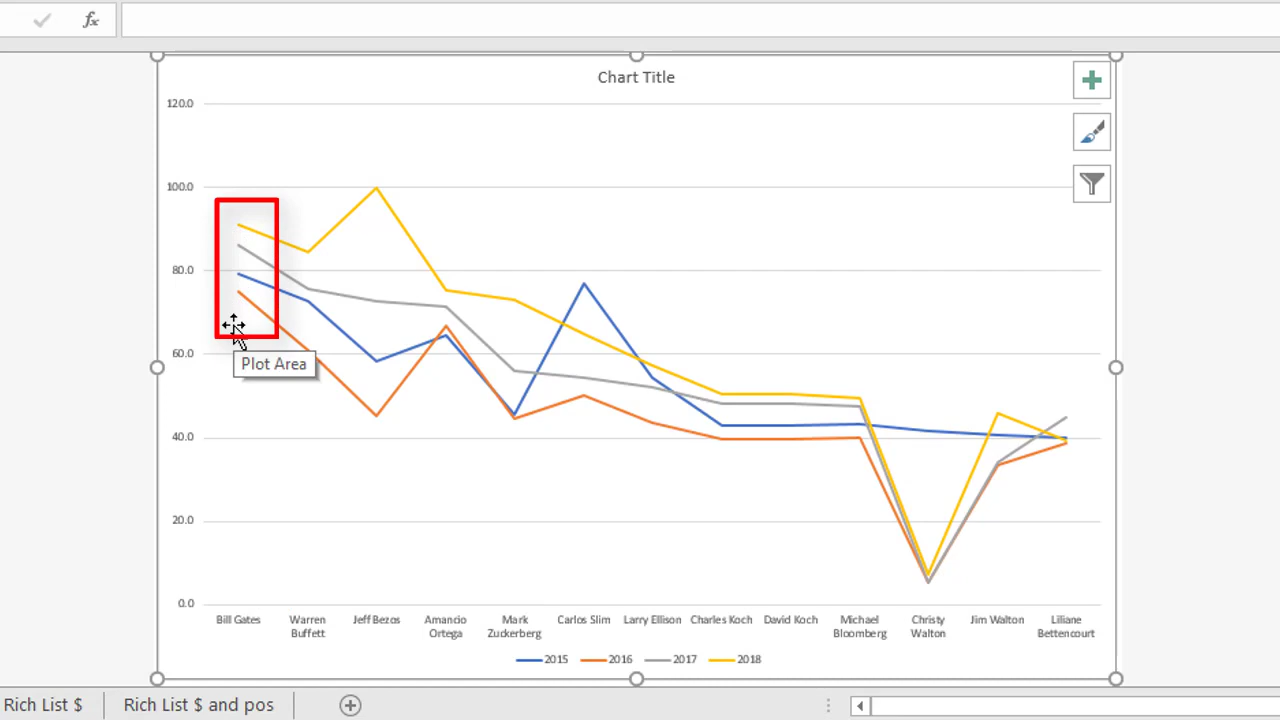 fx
Chart Title
120.0
100.0
80.0
60.0
40.0
20.0
0.0
Plot Area
Bill Gates
Warren
Buffett
Jeff Bezos
Amancio
Ortega
Mark
Zuckerberg
Carlos Slim
Larry Ellison
Charles Koch
David Koch
Michael
Bloomberg
Christy
Walton
Jim Walton
Liliane
Bettencourt
2015 2016 2017 2018
Rich List $
Rich List $ and pos